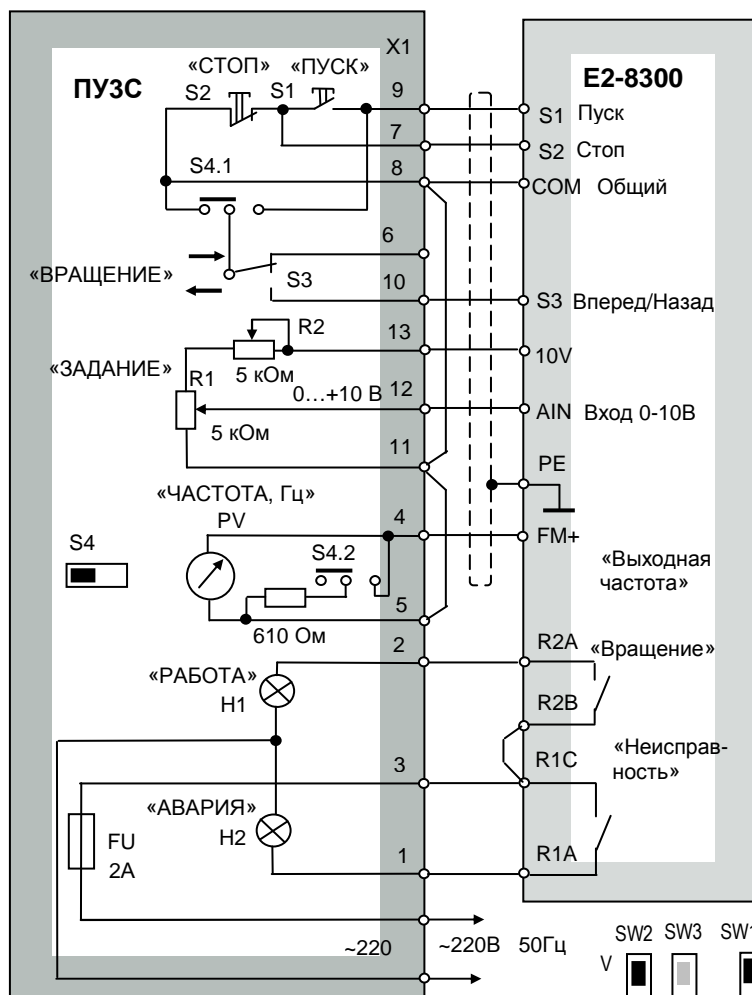 X1
«СТОП» «ПУСК»
ПУ3С
E2-8300
S2 S1 9
S1 Пуск
7
S2 Стоп
S4.1 8
COM Общий
6
«ВРАЩЕНИЕ»
S3 10
S3 Вперед/Назад
R2 13
10V
«ЗАДАНИЕ»
R1 5 кОм
0…+10 В 12
AIN Вход 0-10В
5 кОм
11
PE
«ЧАСТОТА, Гц»
PV 4
FM+
S4 S4.2
«Выходная
частота»
5
610 Ом
2 R2A «Вращение»
«РАБОТА»
H1
R2B
3 R1C «Неисправ-
ность»
«АВАРИЯ»
FU H2
2А
1 R1A
~220 ~220В 50Гц
SW2 SW3 SW1
V